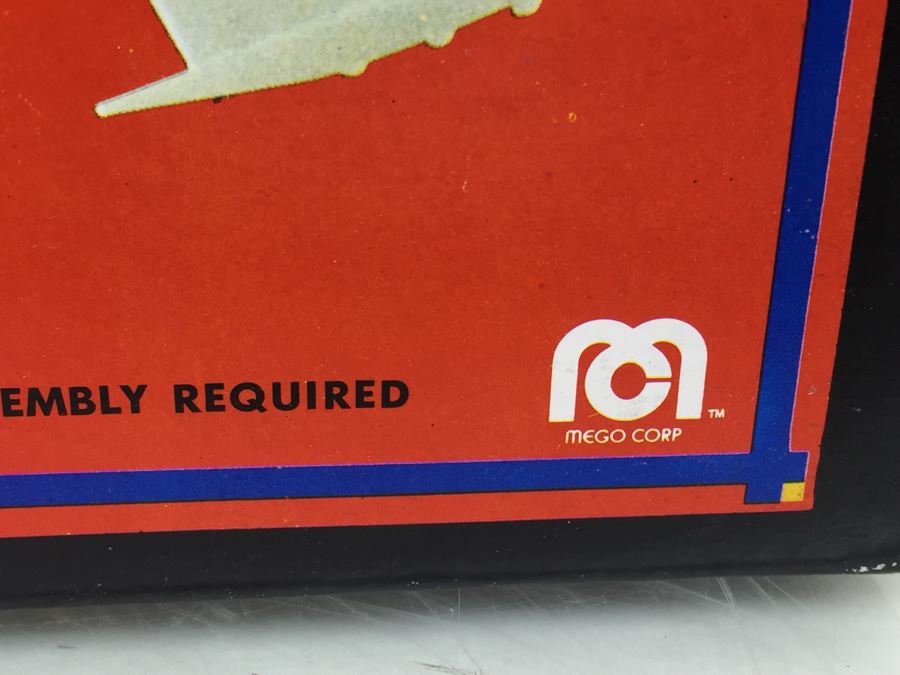 EMBLY REQUIRED
MEGO CORP
TM